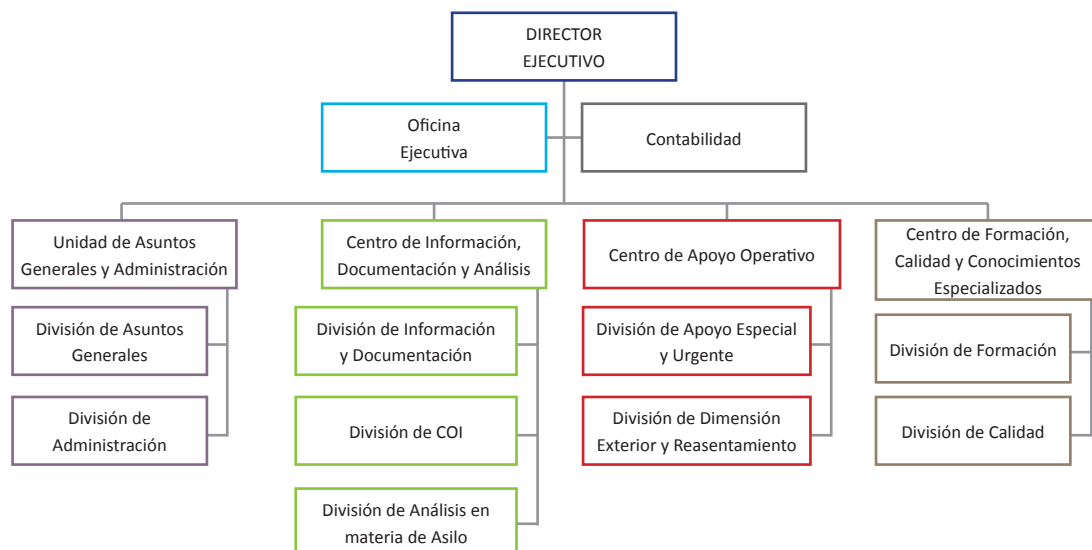 DIRECTOR
EJECUTIVO
Oficina
Ejecutiva
Contabilidad
Unidad de Asuntos
Generales y Administración
Centro de Información,
Documentación y Análisis
Centro de Apoyo Operativo
Centro de Formación,
Calidad y Conocimientos
Especializados
División de Asuntos
Generales
División de Información
y Documentación
División de Apoyo Especial
y Urgente
División de Formación
División de
Administración
División de COI
División de Dimensión
Exterior y Reasentamiento
División de Calidad
División de Análisis en
materia de Asilo